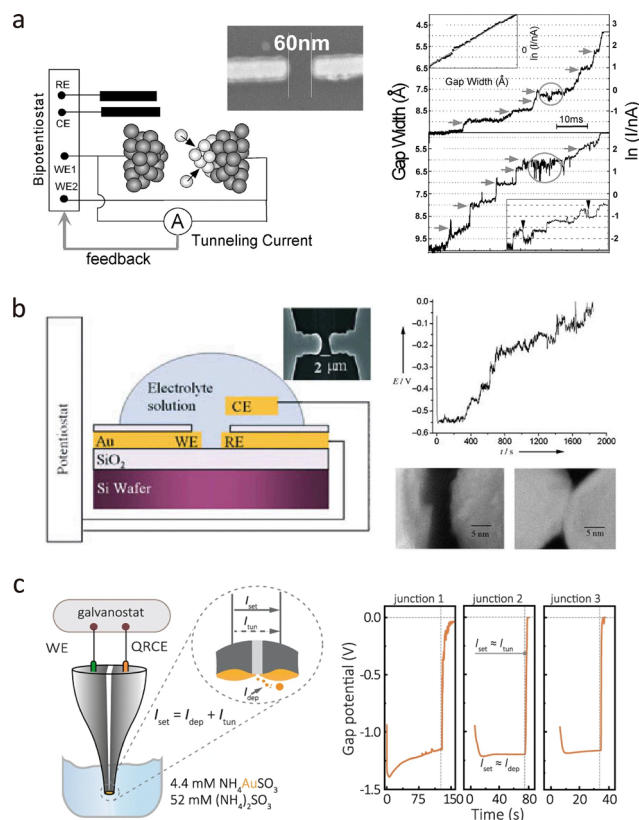 a
60nm
RE
CE
Bipotentiostat
WE1
WE2
A
Tunneling Current
feedback
Gap Width (Å)
5.5
7.0
8.5
Gap Width (Å)
0
ln (I/nA)
3
2
1
0
-1
ln (I/nA)
10ms
5.5
6.5
7.5
8.5
9.5
2
1
0
-1
-2
b
Potentiostat
2 μm
Electrolyte
solution
CE
Au
WE
RE
SiO2
Si Wafer
E / V
0.0
−0.1
−0.2
−0.3
−0.4
−0.5
−0.6
0 400 800 1200 1600 2000
t / s
5 nm
5 nm
c
galvanostat
WE
QRCE
Iset
Itun
Idep
Iset = Idep + Itun
4.4 mM NH4AuSO3
52 mM (NH4)2SO3
junction 1
junction 2
junction 3
Gap potential (V)
0.0
-0.5
-1.0
-1.5
Iset ≈ Itun
Iset ≈ Idep
0 75 150
0 40 80
0 20 40
Time (s)